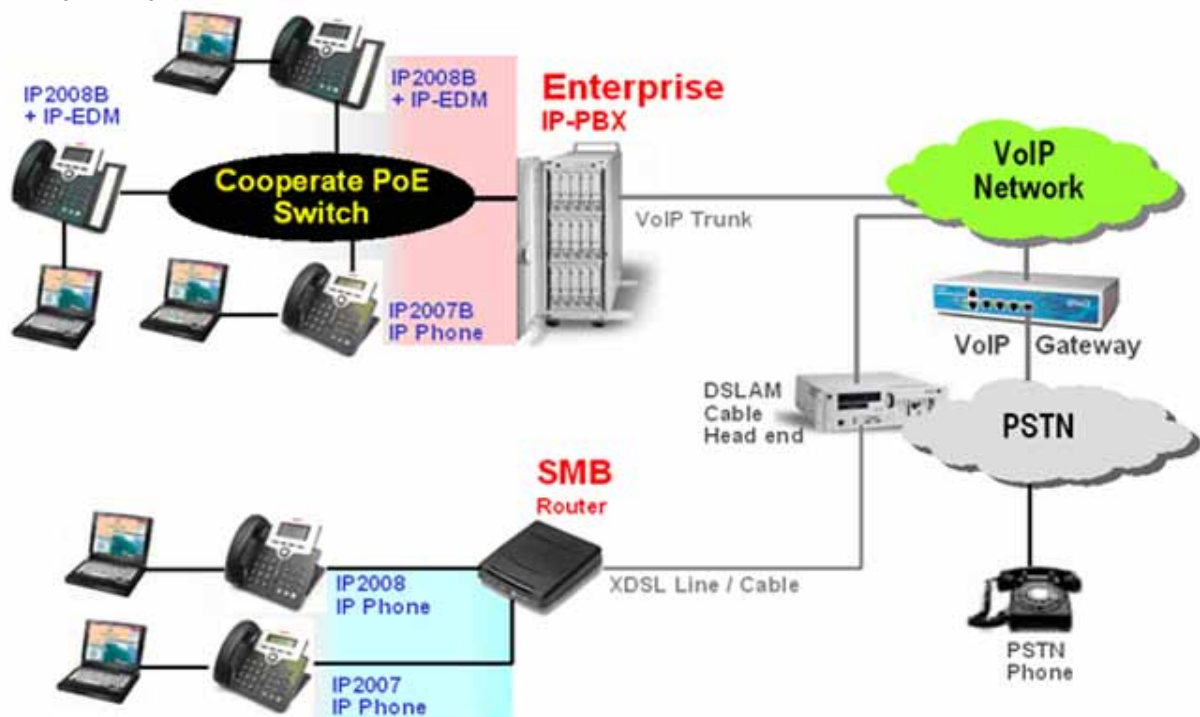 IP2008B
+ IP-EDM
IP2008B
+ IP-EDM
Enterprise
IP-PBX
Cooperate PoE
Switch
VoIP
Network
VoIP Trunk
IP2007B
IP Phone
VoIP Gateway
DSLAM
Cable
Head end
PSTN
SMB
Router
IP2008
IP Phone
XDSL Line / Cable
IP2007
IP Phone
PSTN
Phone